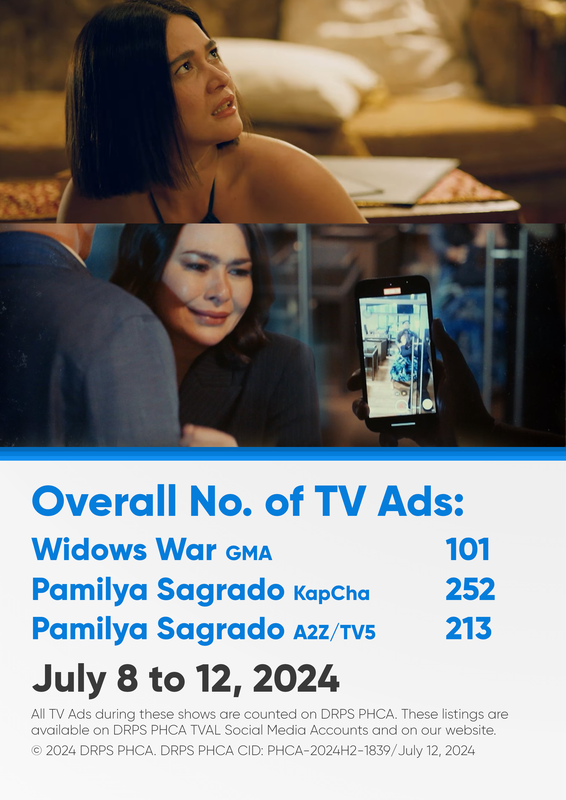 Overall No. of TV Ads:
Widows War GMA 101
Pamilya Sagrado KapCha 252
Pamilya Sagrado A2Z/TV5 213
July 8 to 12, 2024
All TV Ads during these shows are counted on DRPS PHCA. These listings are
available on DRPS PHCA TVAL Social Media Accounts and on our website.
© 2024 DRPS PHCA. DRPS PHCA CID: PHCA-2024H2-1839/July 12, 2024